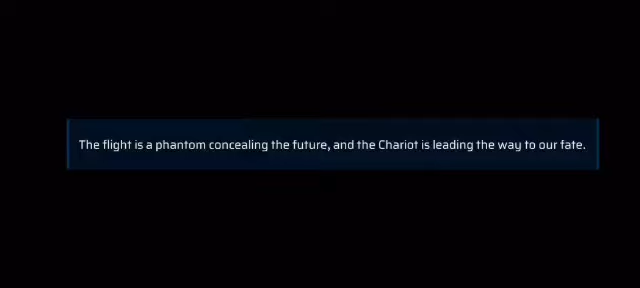 The flight is a phantom concealing the future, and the Chariot is leading the way to our fate.